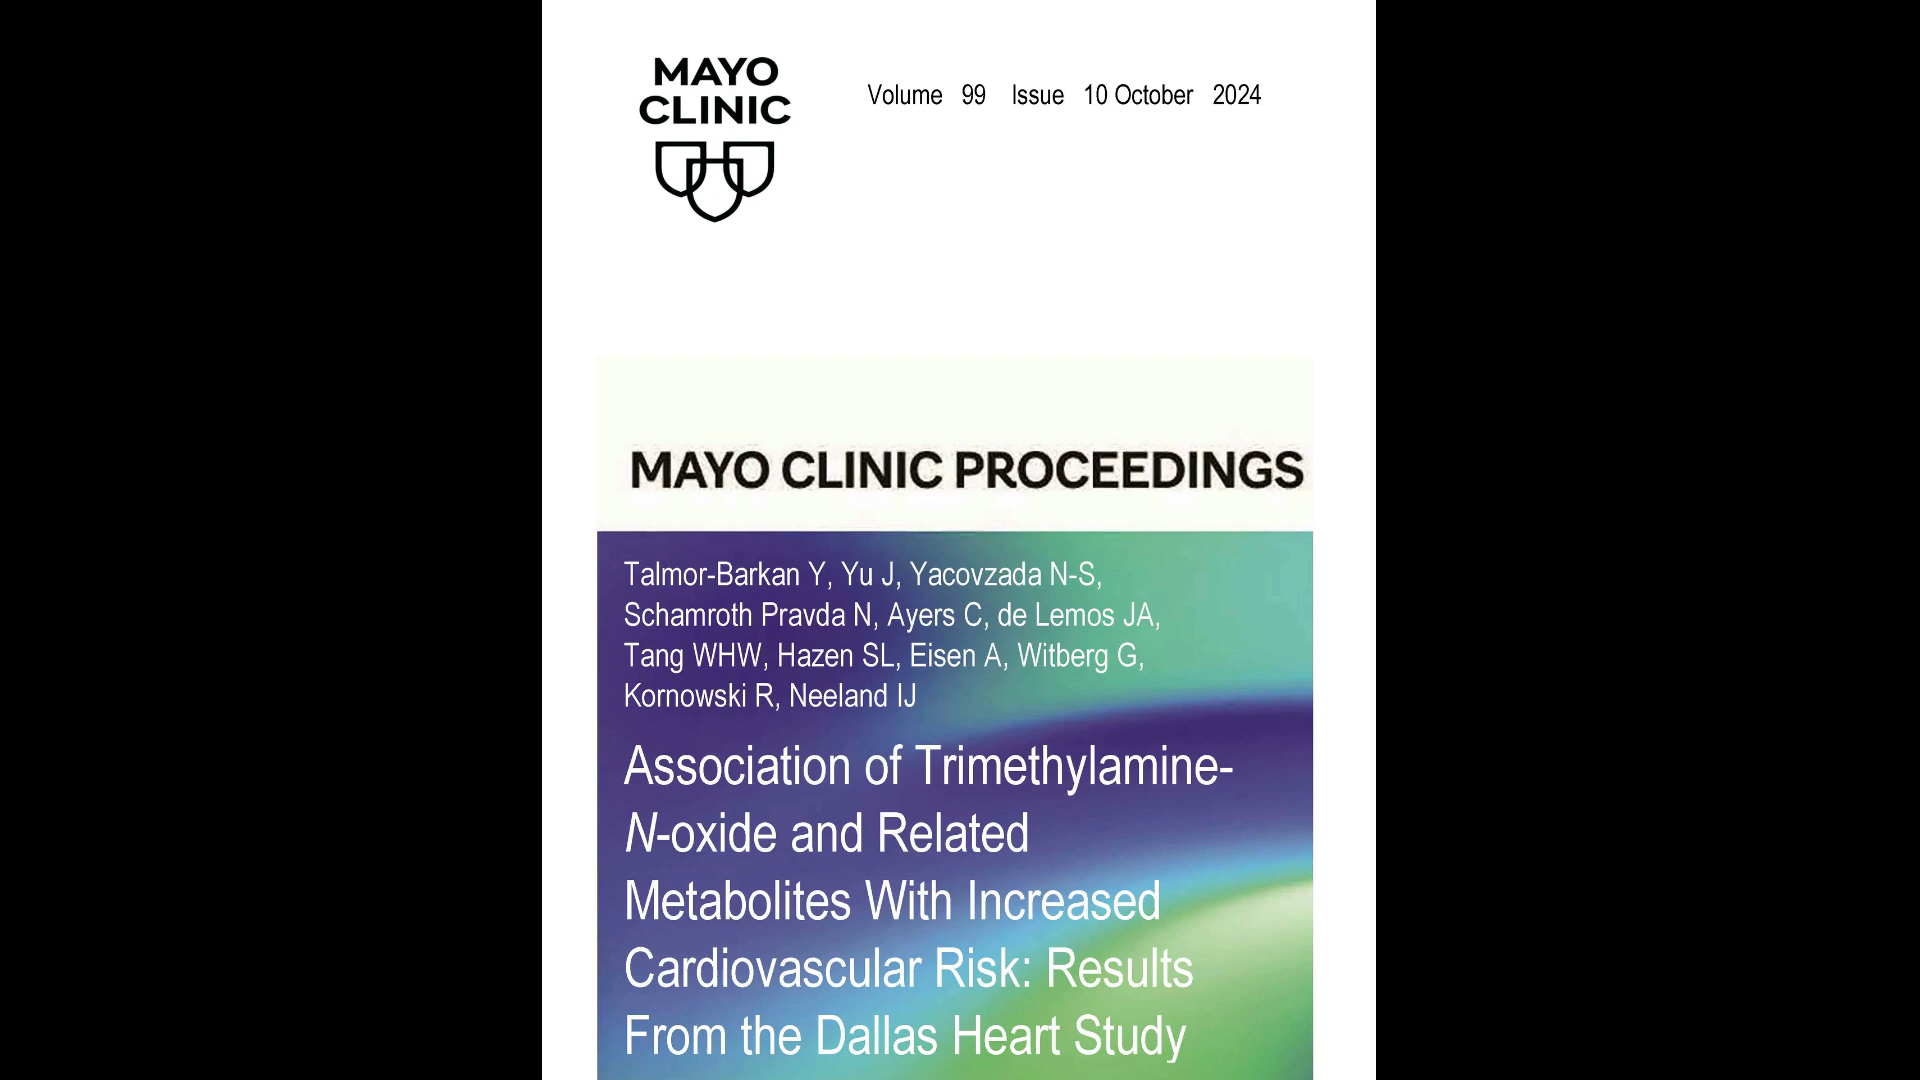 MAYO
CLINIC
Volume 99 Issue 10 October 2024
MAYO CLINIC PROCEEDINGS
Talmor-Barkan Y, Yu J, Yacovzada N-S,
Schamroth Pravda N, Ayers C, de Lemos JA,
Tang WHW, Hazen SL, Eisen A, Witberg G,
Kornowski R, Neeland IJ
Association of Trimethylamine-
N-oxide and Related
Metabolites With Increased
Cardiovascular Risk: Results
From the Dallas Heart Study